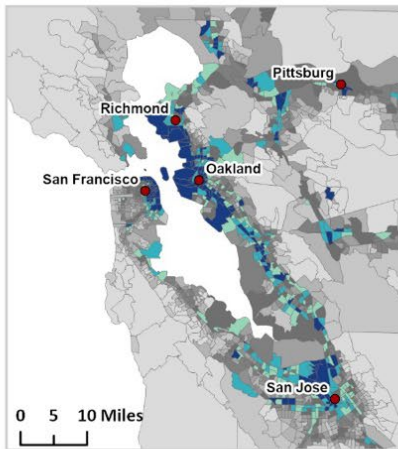 Pittsburg
Richmond
Oakland
San Francisco
San Jose
0 5 10 Miles